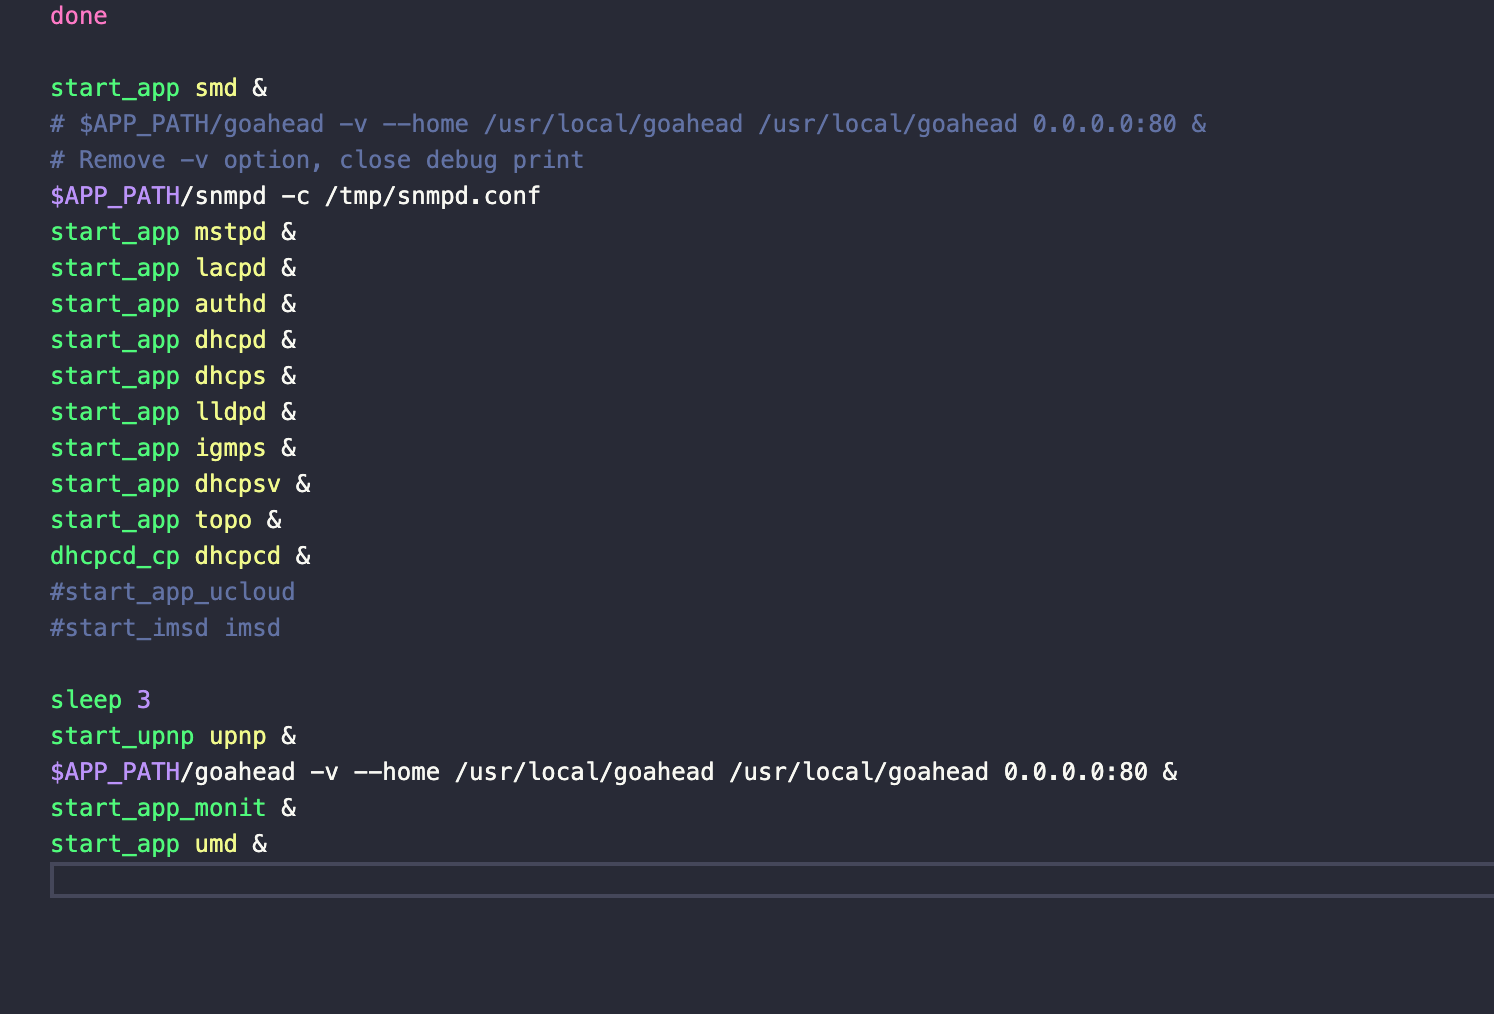 done
start_app smd &
# $APP_PATH/goahead -v --home /usr/local/goahead /usr/local/goahead 0.0.0.0:80 &
# Remove -v option, close debug print
$APP_PATH/snmpd -c /tmp/snmpd.conf
start_app mstpd &
start_app lacpd &
start_app authd &
start_app dhcpd &
start_app dhcps &
start_app lldpd &
start_app igmps &
start_app dhcpsv &
start_app topo &
dhcpcd_cp dhcpcd &
#start_app_ucloud
#start_imsd imsd
sleep 3
start_upnp upnp &
$APP_PATH/goahead -v --home /usr/local/goahead /usr/local/goahead 0.0.0.0:80 &
start_app_monit &
start_app umd &